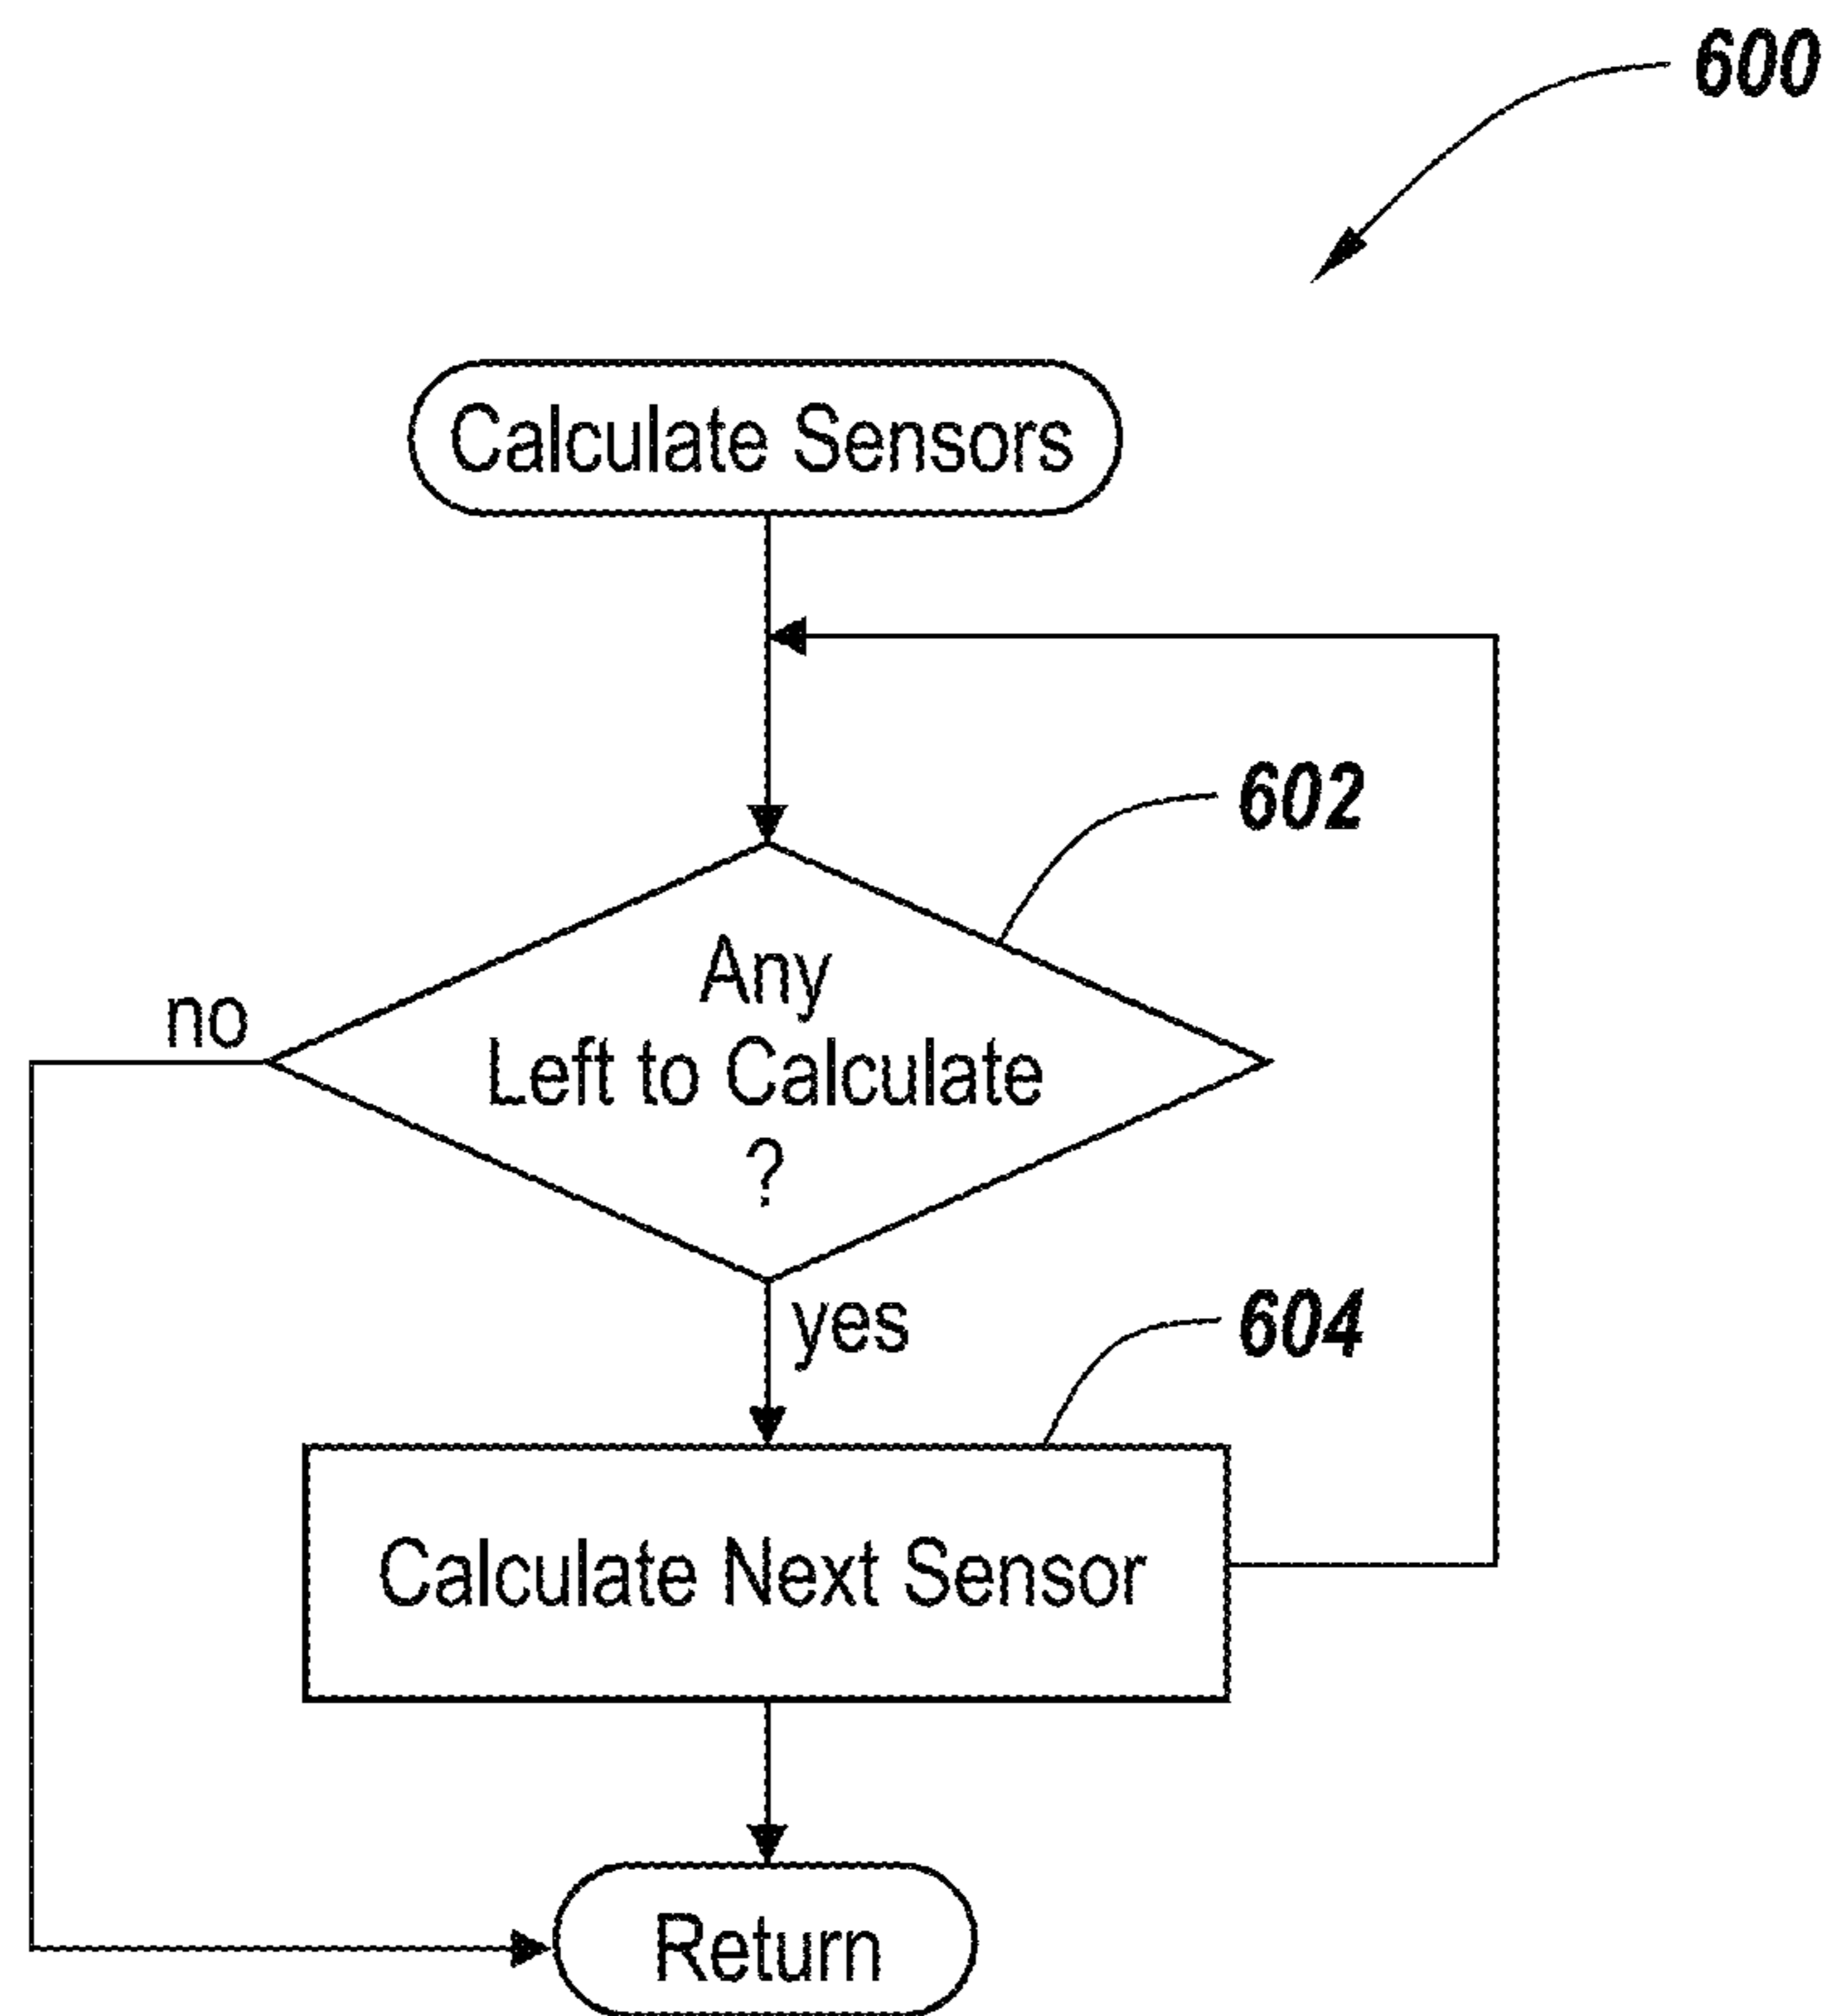 600
Calculate Sensors
602
Any
Left to Calculate
?
no
yes
604
Calculate Next Sensor
Return